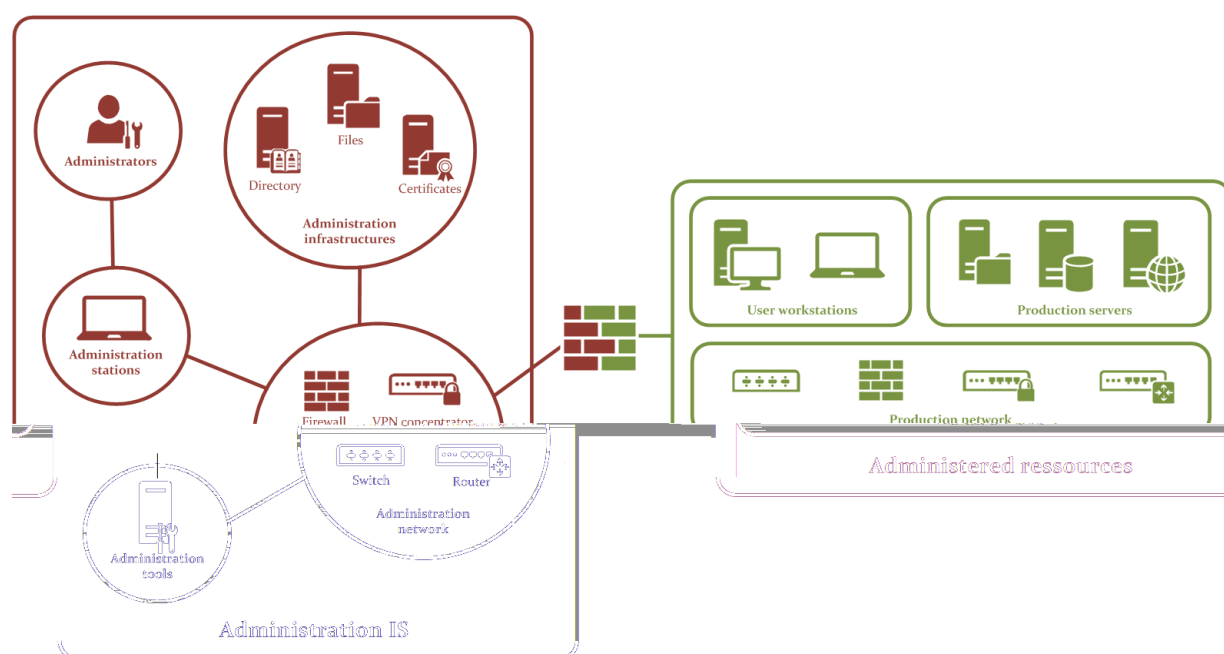 Administrators
Files
Directory
Certificates
Administration
infrastructures
User workstations
Production servers
Administration
stations
Firewall
VPN concentrator
Production network
Switch
Router
Administration
network
Administered ressources
Administration
tools
Administration IS